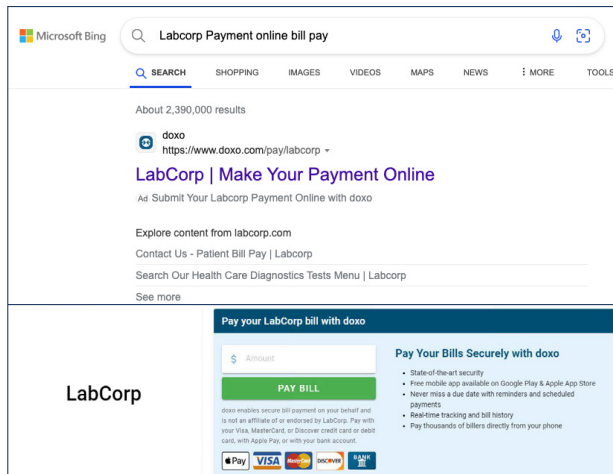 Microsoft Bing
Labcorp Payment online bill pay
SEARCH SHOPPING IMAGES VIDEOS MAPS NEWS MORE TOOLS
About 2,390,000 results
doxo
https://www.doxo.com/pay/labcorp
LabCorp | Make Your Payment Online
Ad Submit Your Labcorp Payment Online with doxo
Explore content from labcorp.com
Contact Us - Patient Bill Pay | Labcorp
Search Our Health Care Diagnostics Tests Menu | Labcorp
See more
Pay your LabCorp bill with doxo
LabCorp
$ Amount
PAY BILL
doxo enables secure bill payment on your behalf and
is not an affiliate of or endorsed by LabCorp. Pay with
your Visa, MasterCard, or Discover credit card or debit
card, with Apple Pay, or with your bank account.
Pay VISA MasterCard DISCOVER BANK
Pay Your Bills Securely with doxo
• State-of-the-art security
• Free mobile app available on Google Play & Apple App Store
• Never miss a due date with reminders and scheduled
payments
• Real-time tracking and bill history
• Pay thousands of billers directly from your phone